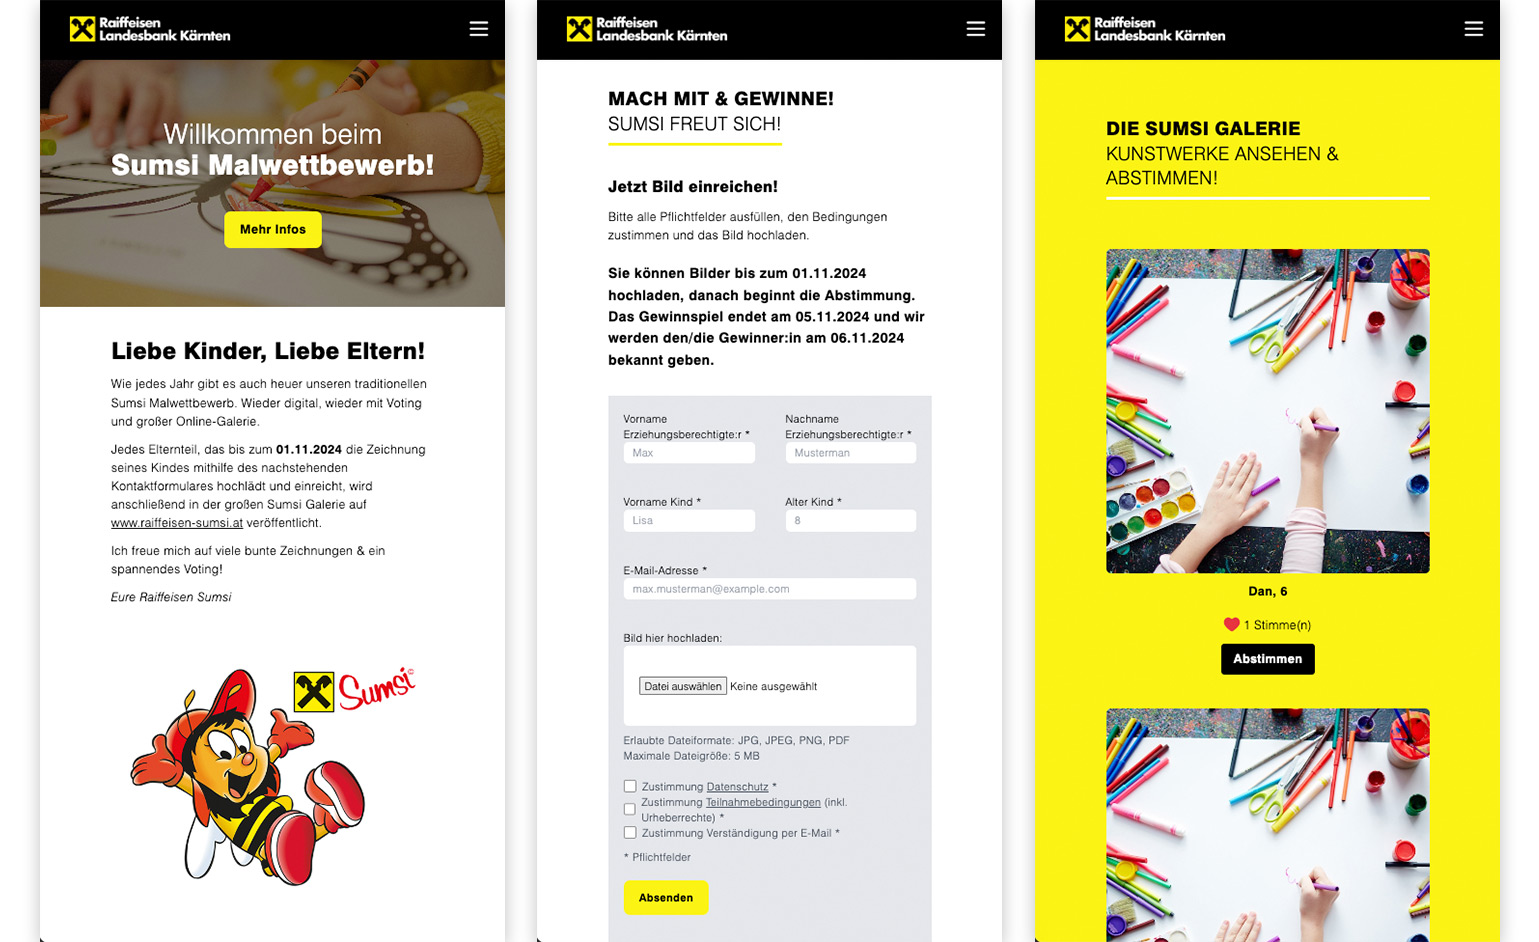 Raiffeisen
Landesbank Kärnten
Willkommen beim
Sumsi Malwettbewerb!
Mehr Infos
Liebe Kinder, Liebe Eltern!
Wie jedes Jahr gibt es auch heuer unseren traditionellen
Sumsi Malwettbewerb. Wieder digital, wieder mit Voting
und großer Online-Galerie.
Jedes Elternteil, das bis zum 01.11.2024 die Zeichnung
seines Kindes mithilfe des nachstehenden
Kontaktformulares hochlädt und einreicht, wird
anschließend in der großen Sumsi Galerie auf
www.raiffeisen-sumsi.at veröffentlicht.
Ich freue mich auf viele bunte Zeichnungen & ein
spannendes Voting!
Eure Raiffeisen Sumsi
Sumsi©
Raiffeisen
Landesbank Kärnten
MACH MIT & GEWINNE!
SUMSI FREUT SICH!
Jetzt Bild einreichen!
Bitte alle Pflichtfelder ausfüllen, den Bedingungen
zustimmen und das Bild hochladen.
Sie können Bilder bis zum 01.11.2024
hochladen, danach beginnt die Abstimmung.
Das Gewinnspiel endet am 05.11.2024 und wir
werden den/die Gewinner:in am 06.11.2024
bekannt geben.
Vorname
Erziehungsberechtigte:r *
Max
Nachname
Erziehungsberechtigte:r *
Musterman
Vorname Kind *
Lisa
Alter Kind *
8
E-Mail-Adresse *
max.musterman@example.com
Bild hier hochladen:
Datei auswählen Keine ausgewählt
Erlaubte Dateiformate: JPG, JPEG, PNG, PDF
Maximale Dateigröße: 5 MB
Zustimmung Datenschutz *
Zustimmung Teilnahmebedingungen (inkl.
Urheberrechte) *
Zustimmung Verständigung per E-Mail *
* Pflichtfelder
Absenden
Raiffeisen
Landesbank Kärnten
DIE SUMSI GALERIE
KUNSTWERKE ANSEHEN &
ABSTIMMEN!
Dan, 6
1 Stimme(n)
Abstimmen